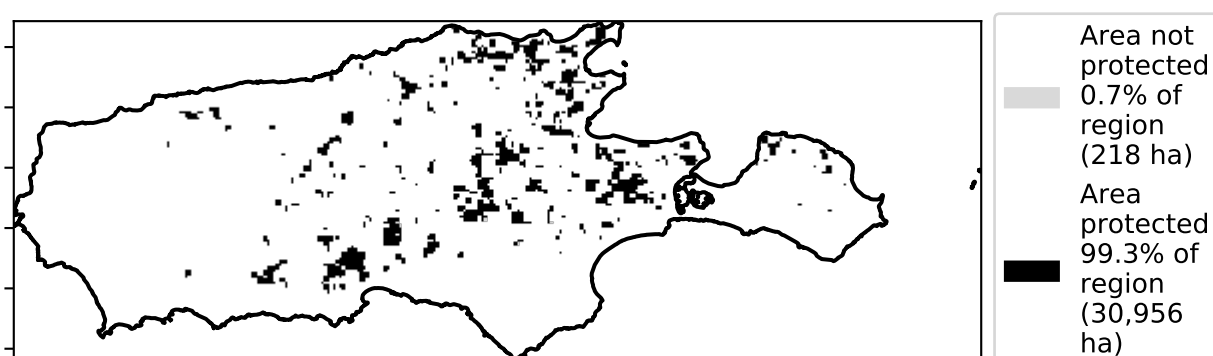 Area not
protected
0.7% of
region
(218 ha)
Area
protected
99.3% of
region
(30,956
ha)